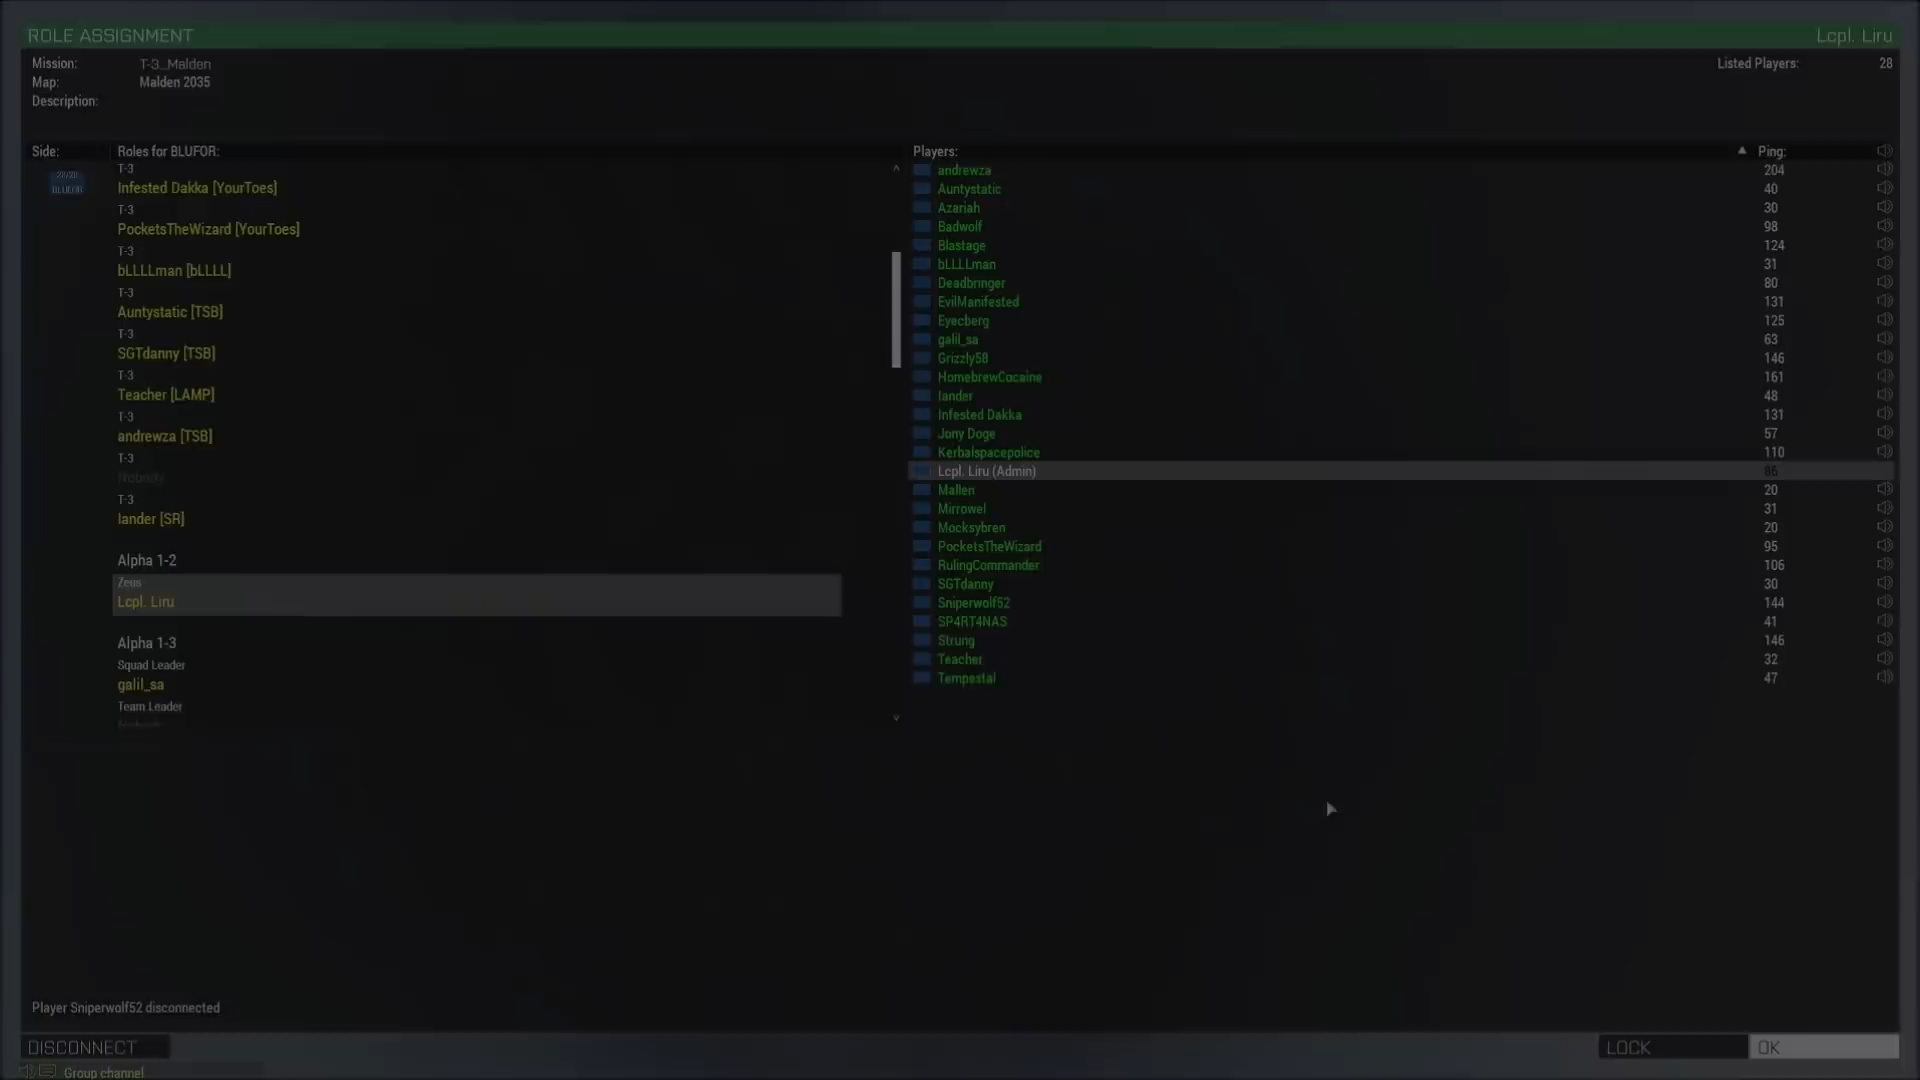 ROLE ASSIGNMENT
Lcpl. Liru
Mission: T-3_Malden
Listed Players: 28
Map: Malden 2035
Description:
Side:
BLUFOR
Roles for BLUFOR:
T-3
Infested Dakka [YourToes]
T-3
PocketsTheWizard [YourToes]
T-3
bLLLLman [bLLLL]
T-3
Auntystatic [TSB]
T-3
SGTdanny [TSB]
T-3
Teacher [LAMP]
T-3
andrewza [TSB]
T-3
Nobody
T-3
lander [SR]
Alpha 1-2
Zeus
Lcpl. Liru
Alpha 1-3
Squad Leader
galil_sa
Team Leader
Nobody
Players: Ping:
andrewza 204
Auntystatic 40
Azariah 30
Badwolf 98
Blastage 124
bLLLLman 31
Deadbringer 80
EvilManifested 131
Eyecberg 125
galil_sa 63
Grizzly58 146
HomebrewCocaine 161
lander 48
Infested Dakka 131
Jony Doge 57
Kerbalspacepolice 110
Lcpl. Liru (Admin) 86
Mallen 20
Mirrowel 31
Mocksybren 20
PocketsTheWizard 95
RulingCommander 106
SGTdanny 30
Sniperwolf52 144
SP4RT4NAS 41
Strung 146
Teacher 32
Tempestal 47
Player Sniperwolf52 disconnected
DISCONNECT
LOCK
OK
Group channel